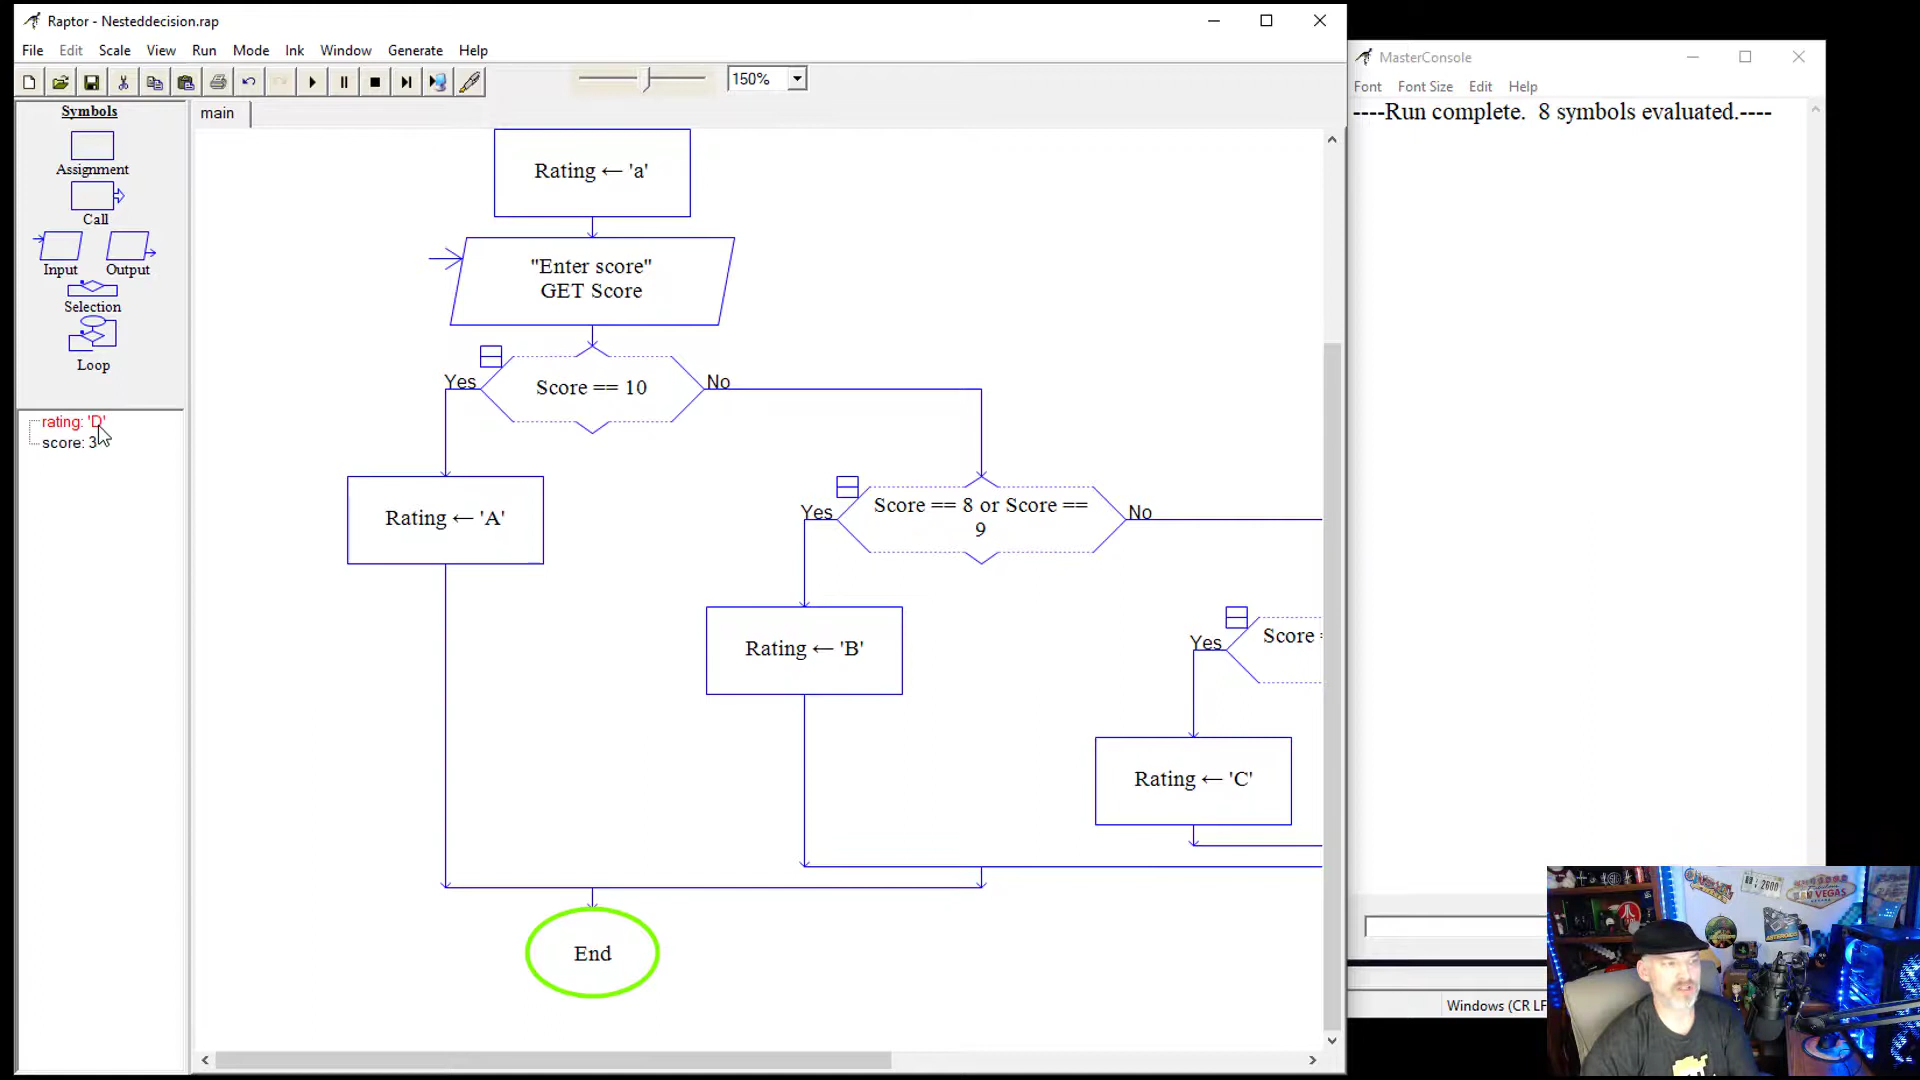 Raptor - Nesteddecision.rap
File Edit Scale View Run Mode Ink Window Generate Help
150%
Symbols
Assignment
Call
Input Output
Selection
Loop
rating: 'D'
score: 3
main
Rating ← 'a'
"Enter score"
GET Score
Yes Score == 10 No
Rating ← 'A'
Yes Score == 8 or Score == No
9
Rating ← 'B'
Yes Score =
Rating ← 'C'
End
MasterConsole
Font Font Size Edit Help
----Run complete. 8 symbols evaluated.----
Windows (CR LF
2600
VEGAS